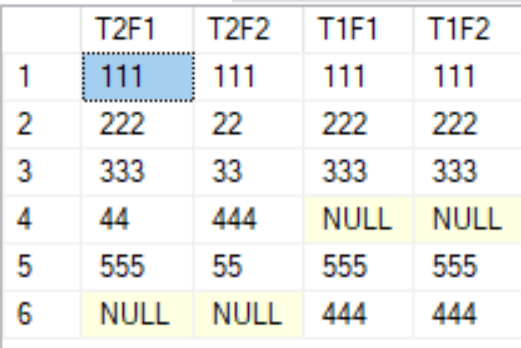 T2F1 T2F2 T1F1 T1F2
1 111 111 111 111
2 222 22 222 222
3 333 33 333 333
4 44 444 NULL NULL
5 555 55 555 555
6 NULL NULL 444 444